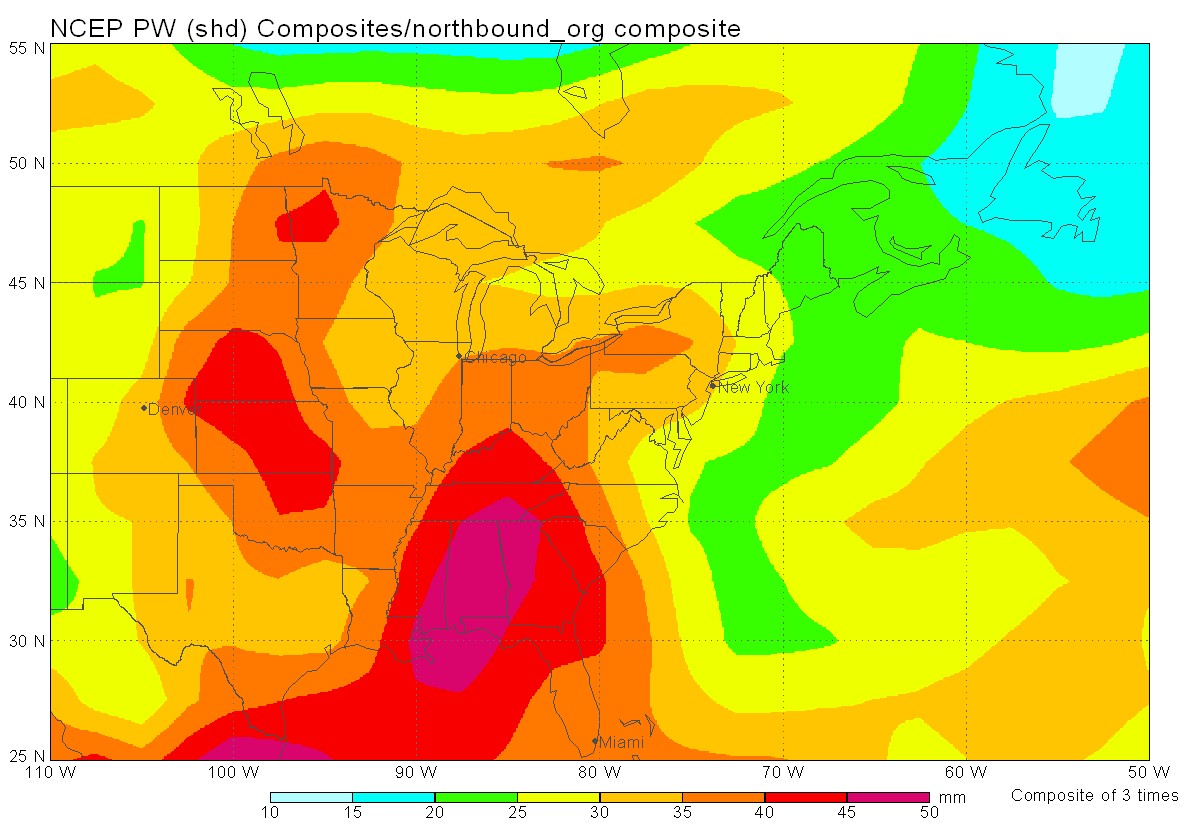 NCEP PW (shd) Composites/northbound_org composite
55 N
50 N
45 N
Chicago
New York
40 N
Denver
35 N
30 N
Miami
25 N
110 W 100 W 90 W 80 W 70 W 60 W 50 W
mm
Composite of 3 times
10 15 20 25 30 35 40 45 50